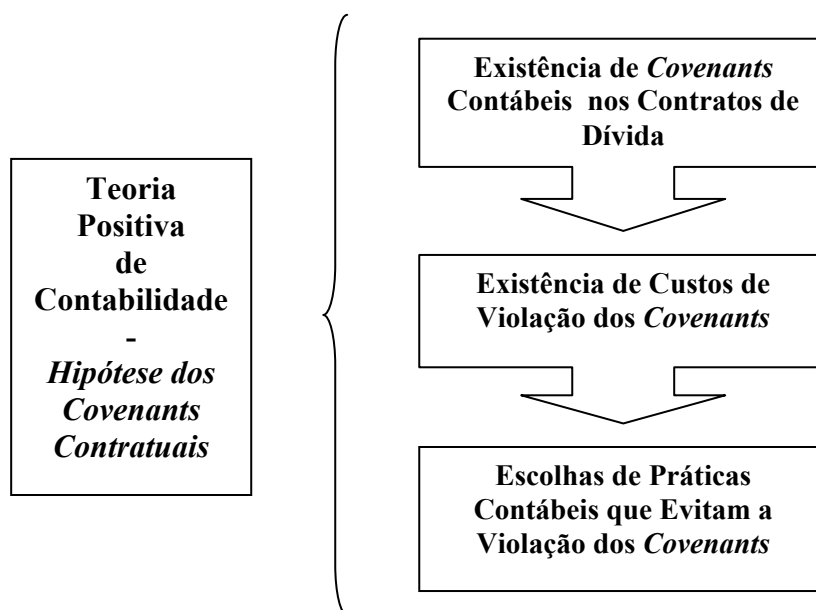 Teoria
Positiva
de
Contabilidade
-
Hipótese dos
Covenants
Contratuais
Existência de Covenants
Contábeis nos Contratos de
Dívida
Existência de Custos de
Violação dos Covenants
Escolhas de Práticas
Contábeis que Evitam a
Violação dos Covenants